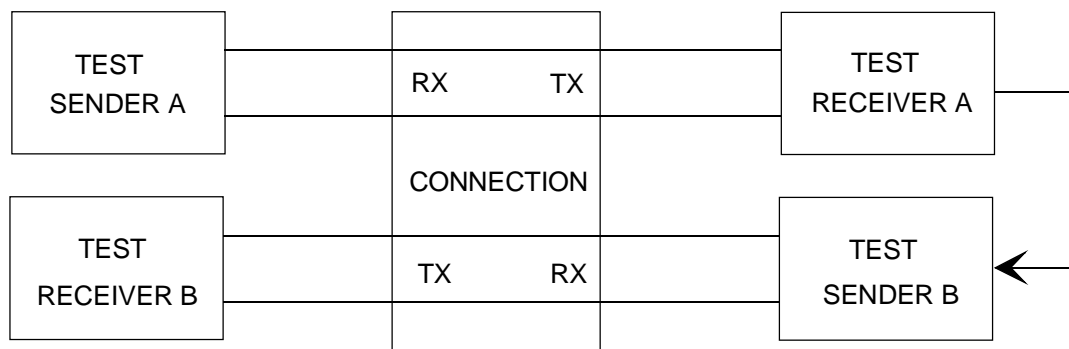 TEST
SENDER A
RX TX
TEST
RECEIVER A
CONNECTION
TEST
RECEIVER B
TX RX
TEST
SENDER B